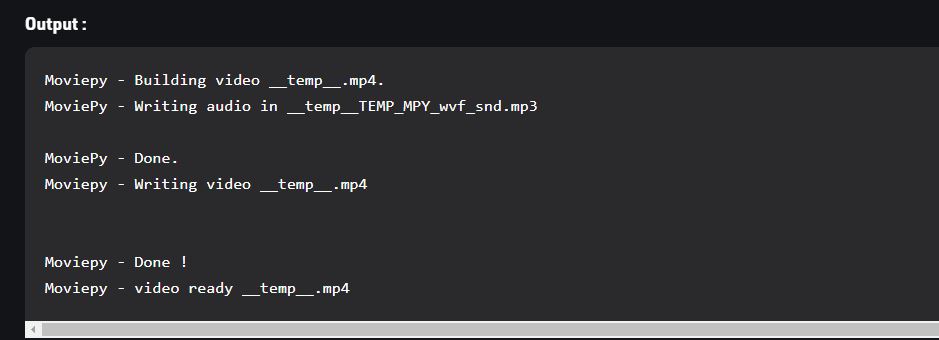 Output :
Moviepy - Building video __temp__.mp4.
MoviePy - Writing audio in __temp__TEMP_MPY_wvf_snd.mp3
MoviePy - Done.
Moviepy - Writing video __temp__.mp4
Moviepy - Done !
Moviepy - video ready __temp__.mp4